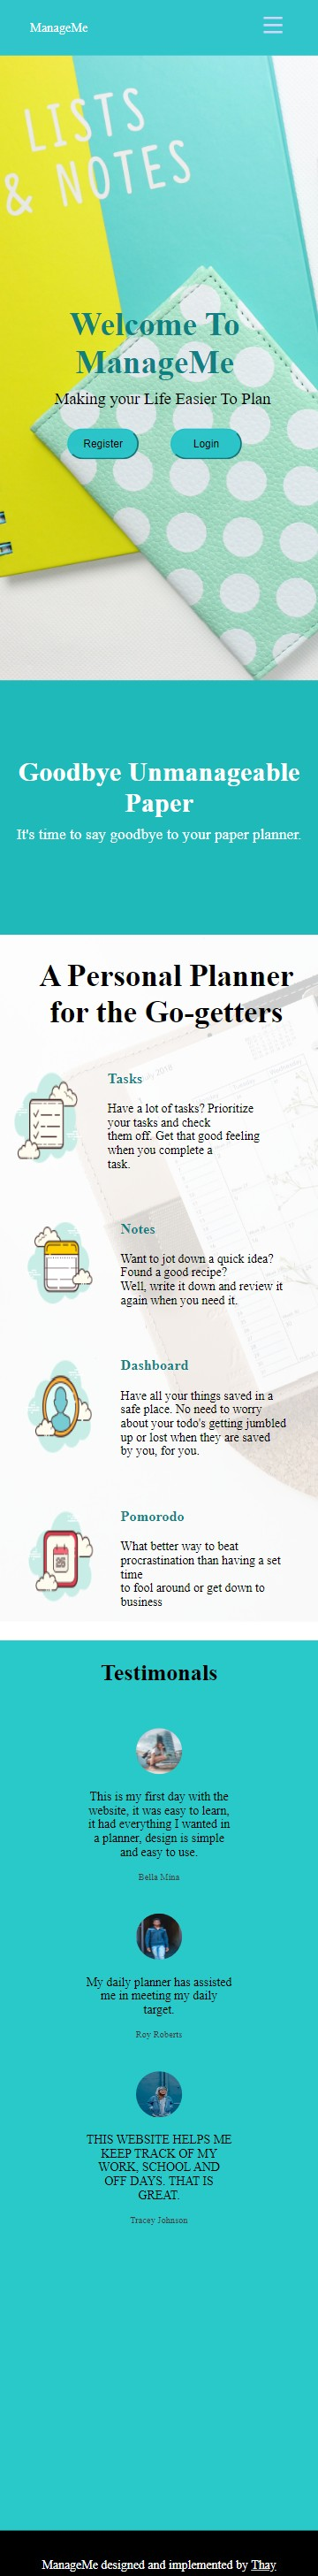 ManageMe
LISTS
& NOTES
Welcome To
ManageMe
Making your Life Easier To Plan
Register
Login
Goodbye Unmanageable
Paper
It's time to say goodbye to your paper planner.
A Personal Planner
for the Go-getters
2018
Tasks
Have a lot of tasks? Prioritize
your tasks and check
them off. Get that good feeling
when you complete a
task.
Notes
Want to jot down a quick idea?
Found a good recipe?
Well, write it down and review it
again when you need it.
Dashboard
Have all your things saved in a
safe place. No need to worry
about your todo's getting jumbled
up or lost when they are saved
by you, for you.
Pomorodo
25
What better way to beat
procrastination than having a set
time
to fool around or get down to
business
Testimonals
This is my first day with the
website, it was easy to learn,
it had everything I wanted in
a planner, design is simple
and easy to use.
Bella Mina
My daily planner has assisted
me in meeting my daily
target.
Roy Roberts
THIS WEBSITE HELPS ME
KEEP TRACK OF MY
WORK, SCHOOL AND
OFF DAYS. THAT IS
GREAT.
Tracey Johnson
ManageMe designed and implemented by Thay